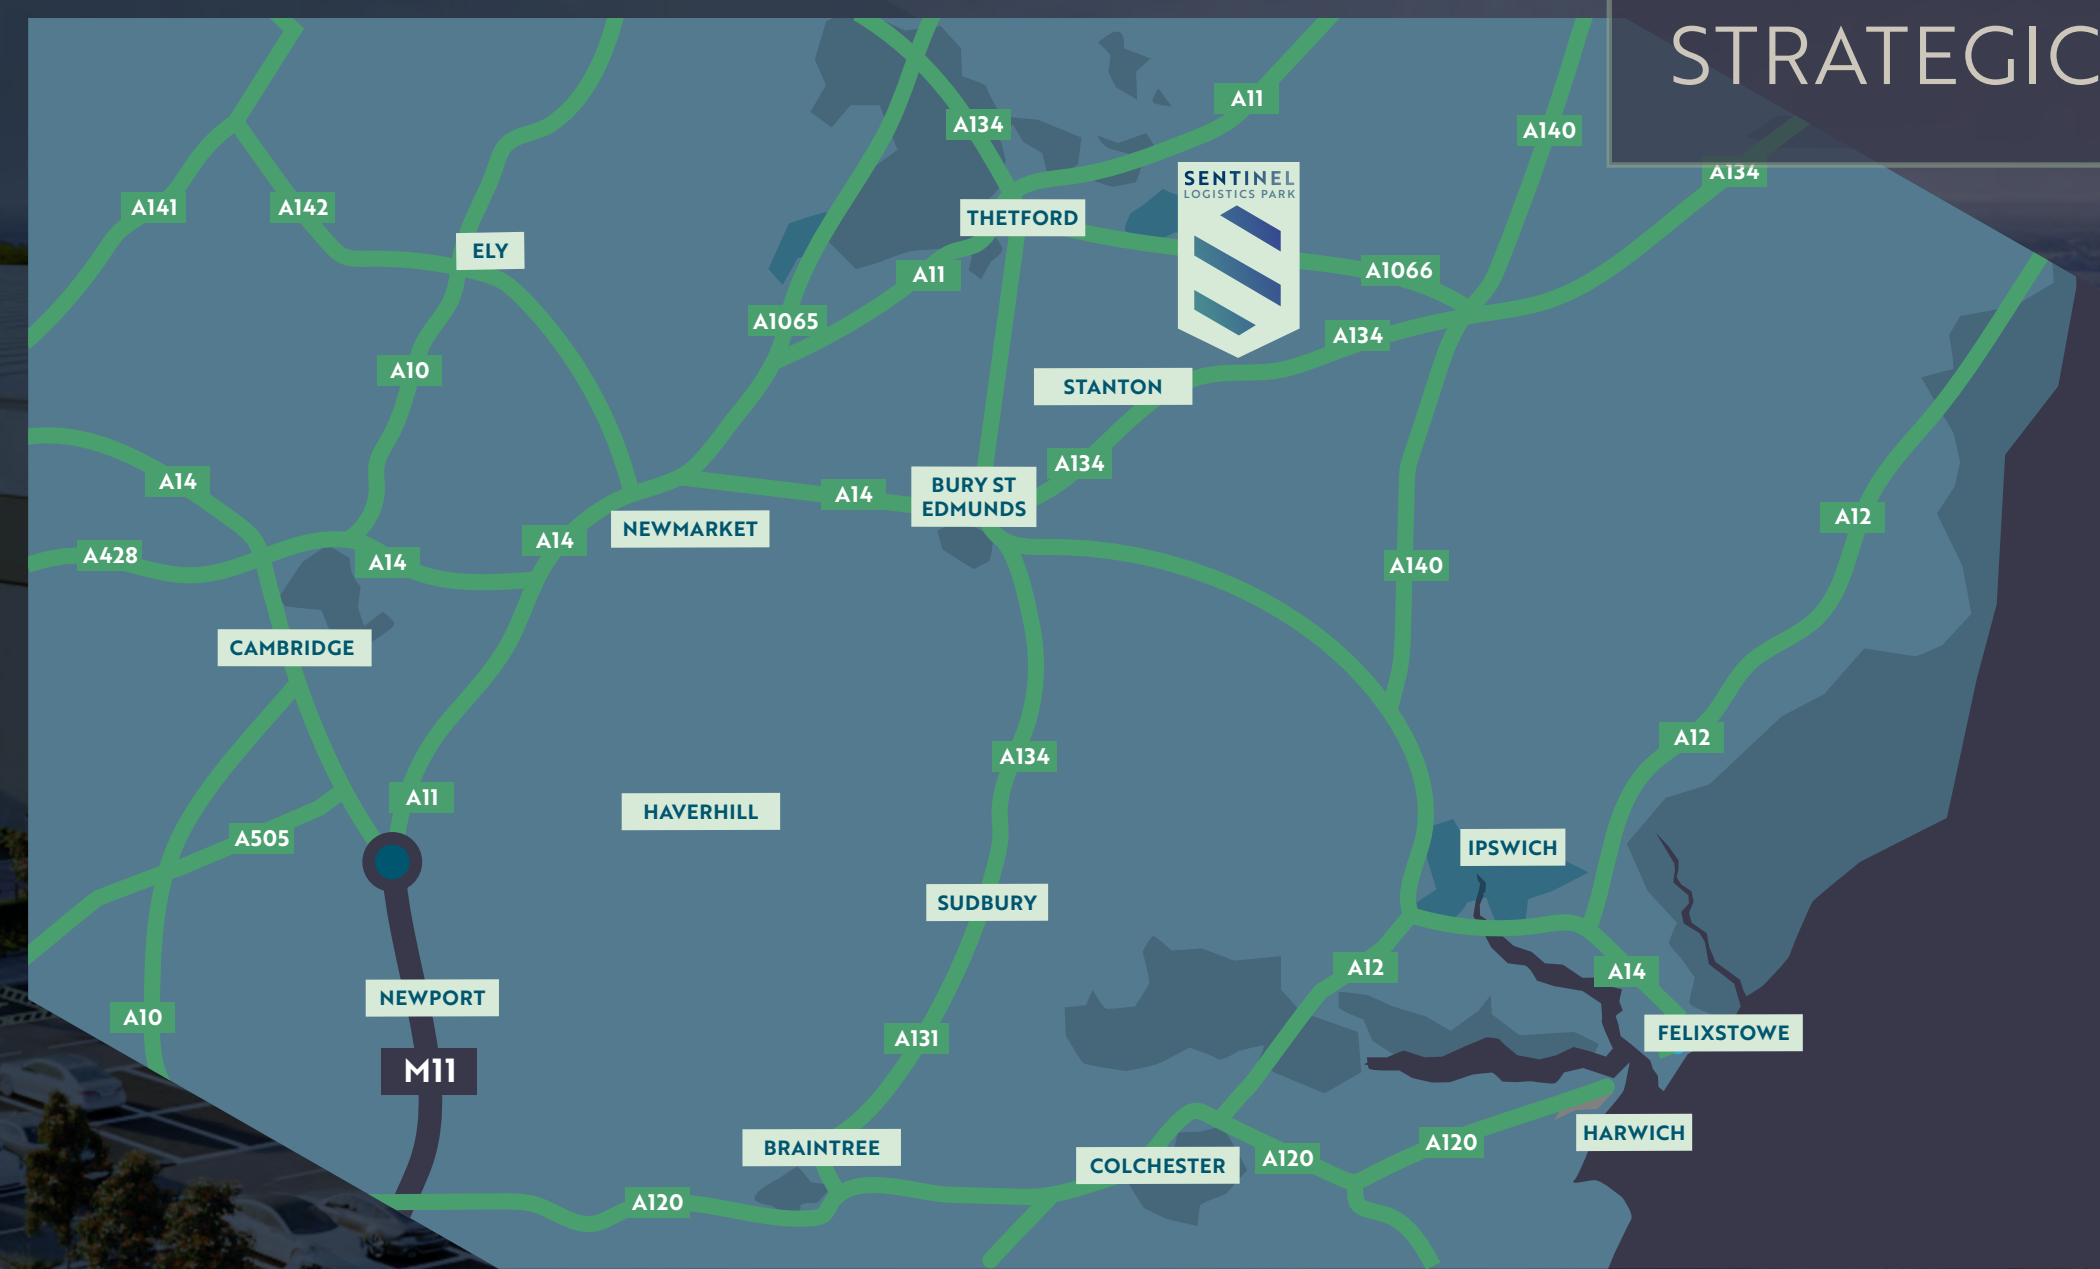 STRATEGIC
A11
A134
A140
A134
SENTINEL
LOGISTICS PARK
A141
A142
THETFORD
ELY
A11
A1066
A1065
A134
A10
STANTON
A134
A14
A14
BURY ST
EDMUNDS
A12
NEWMARKET
A14
A428
A14
A140
CAMBRIDGE
A12
A134
A11
HAVERHILL
A505
IPSWICH
SUDBURY
A12
A14
NEWPORT
A10
A131
FELIXSTOWE
M11
HARWICH
BRAINTREE
A120
A120
COLCHESTER
A120